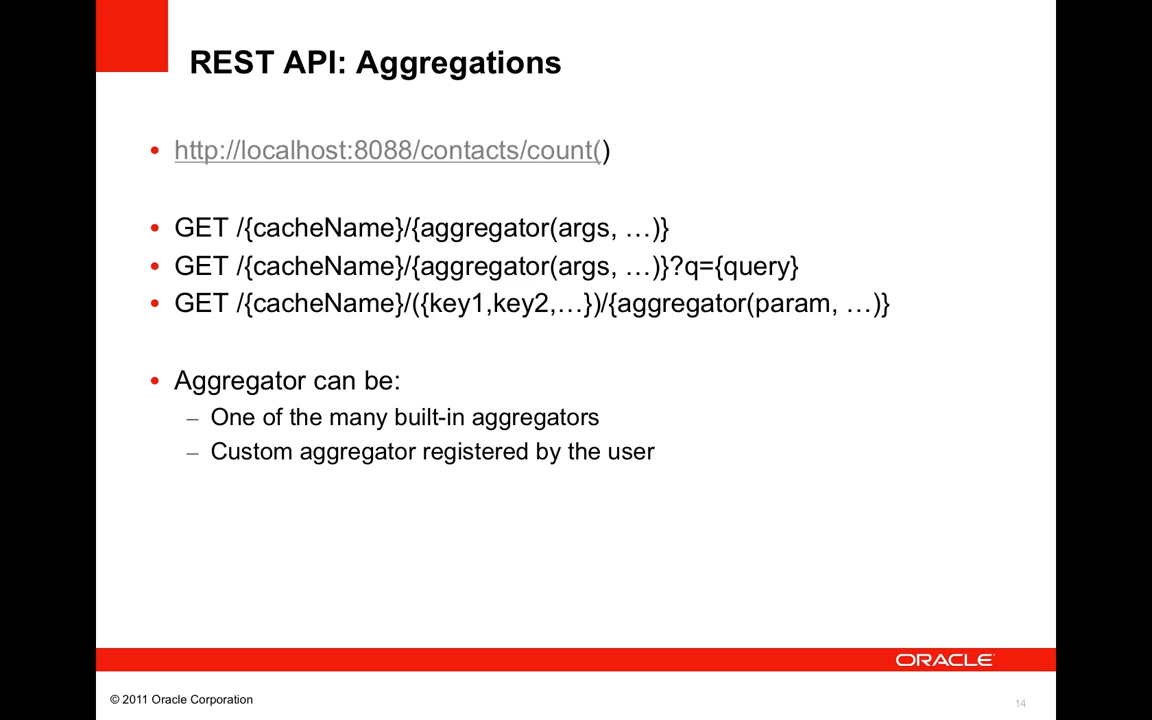 REST API: Aggregations
• http://localhost:8088/contacts/count()
• GET /{cacheName}/{aggregator(args, …)}
• GET /{cacheName}/{aggregator(args, …)}?q={query}
• GET /{cacheName}/({key1,key2,…})/{aggregator(param, …)}
• Aggregator can be:
– One of the many built-in aggregators
– Custom aggregator registered by the user
ORACLE
© 2011 Oracle Corporation
14